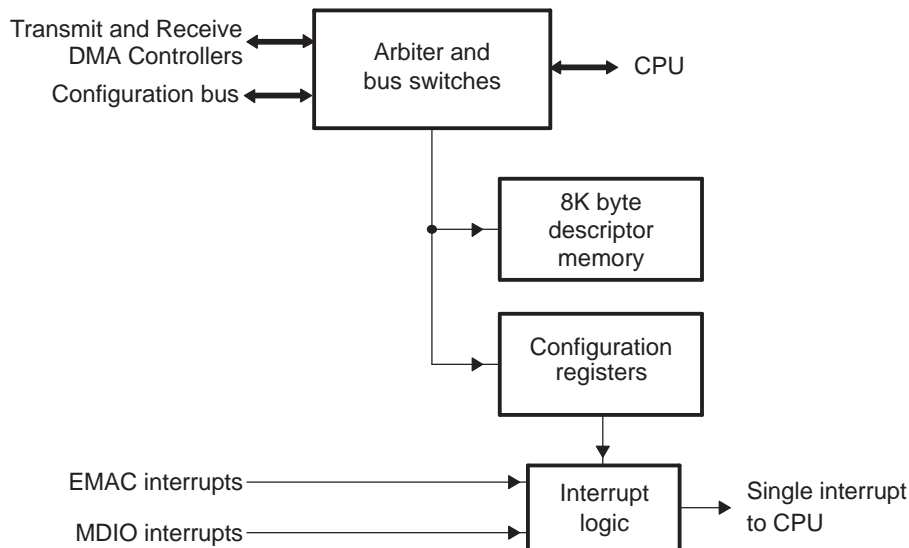 Transmit and Receive
DMA Controllers
Configuration bus
Arbiter and
bus switches
CPU
8K byte
descriptor
memory
Configuration
registers
EMAC interrupts
MDIO interrupts
Interrupt
logic
Single interrupt
to CPU